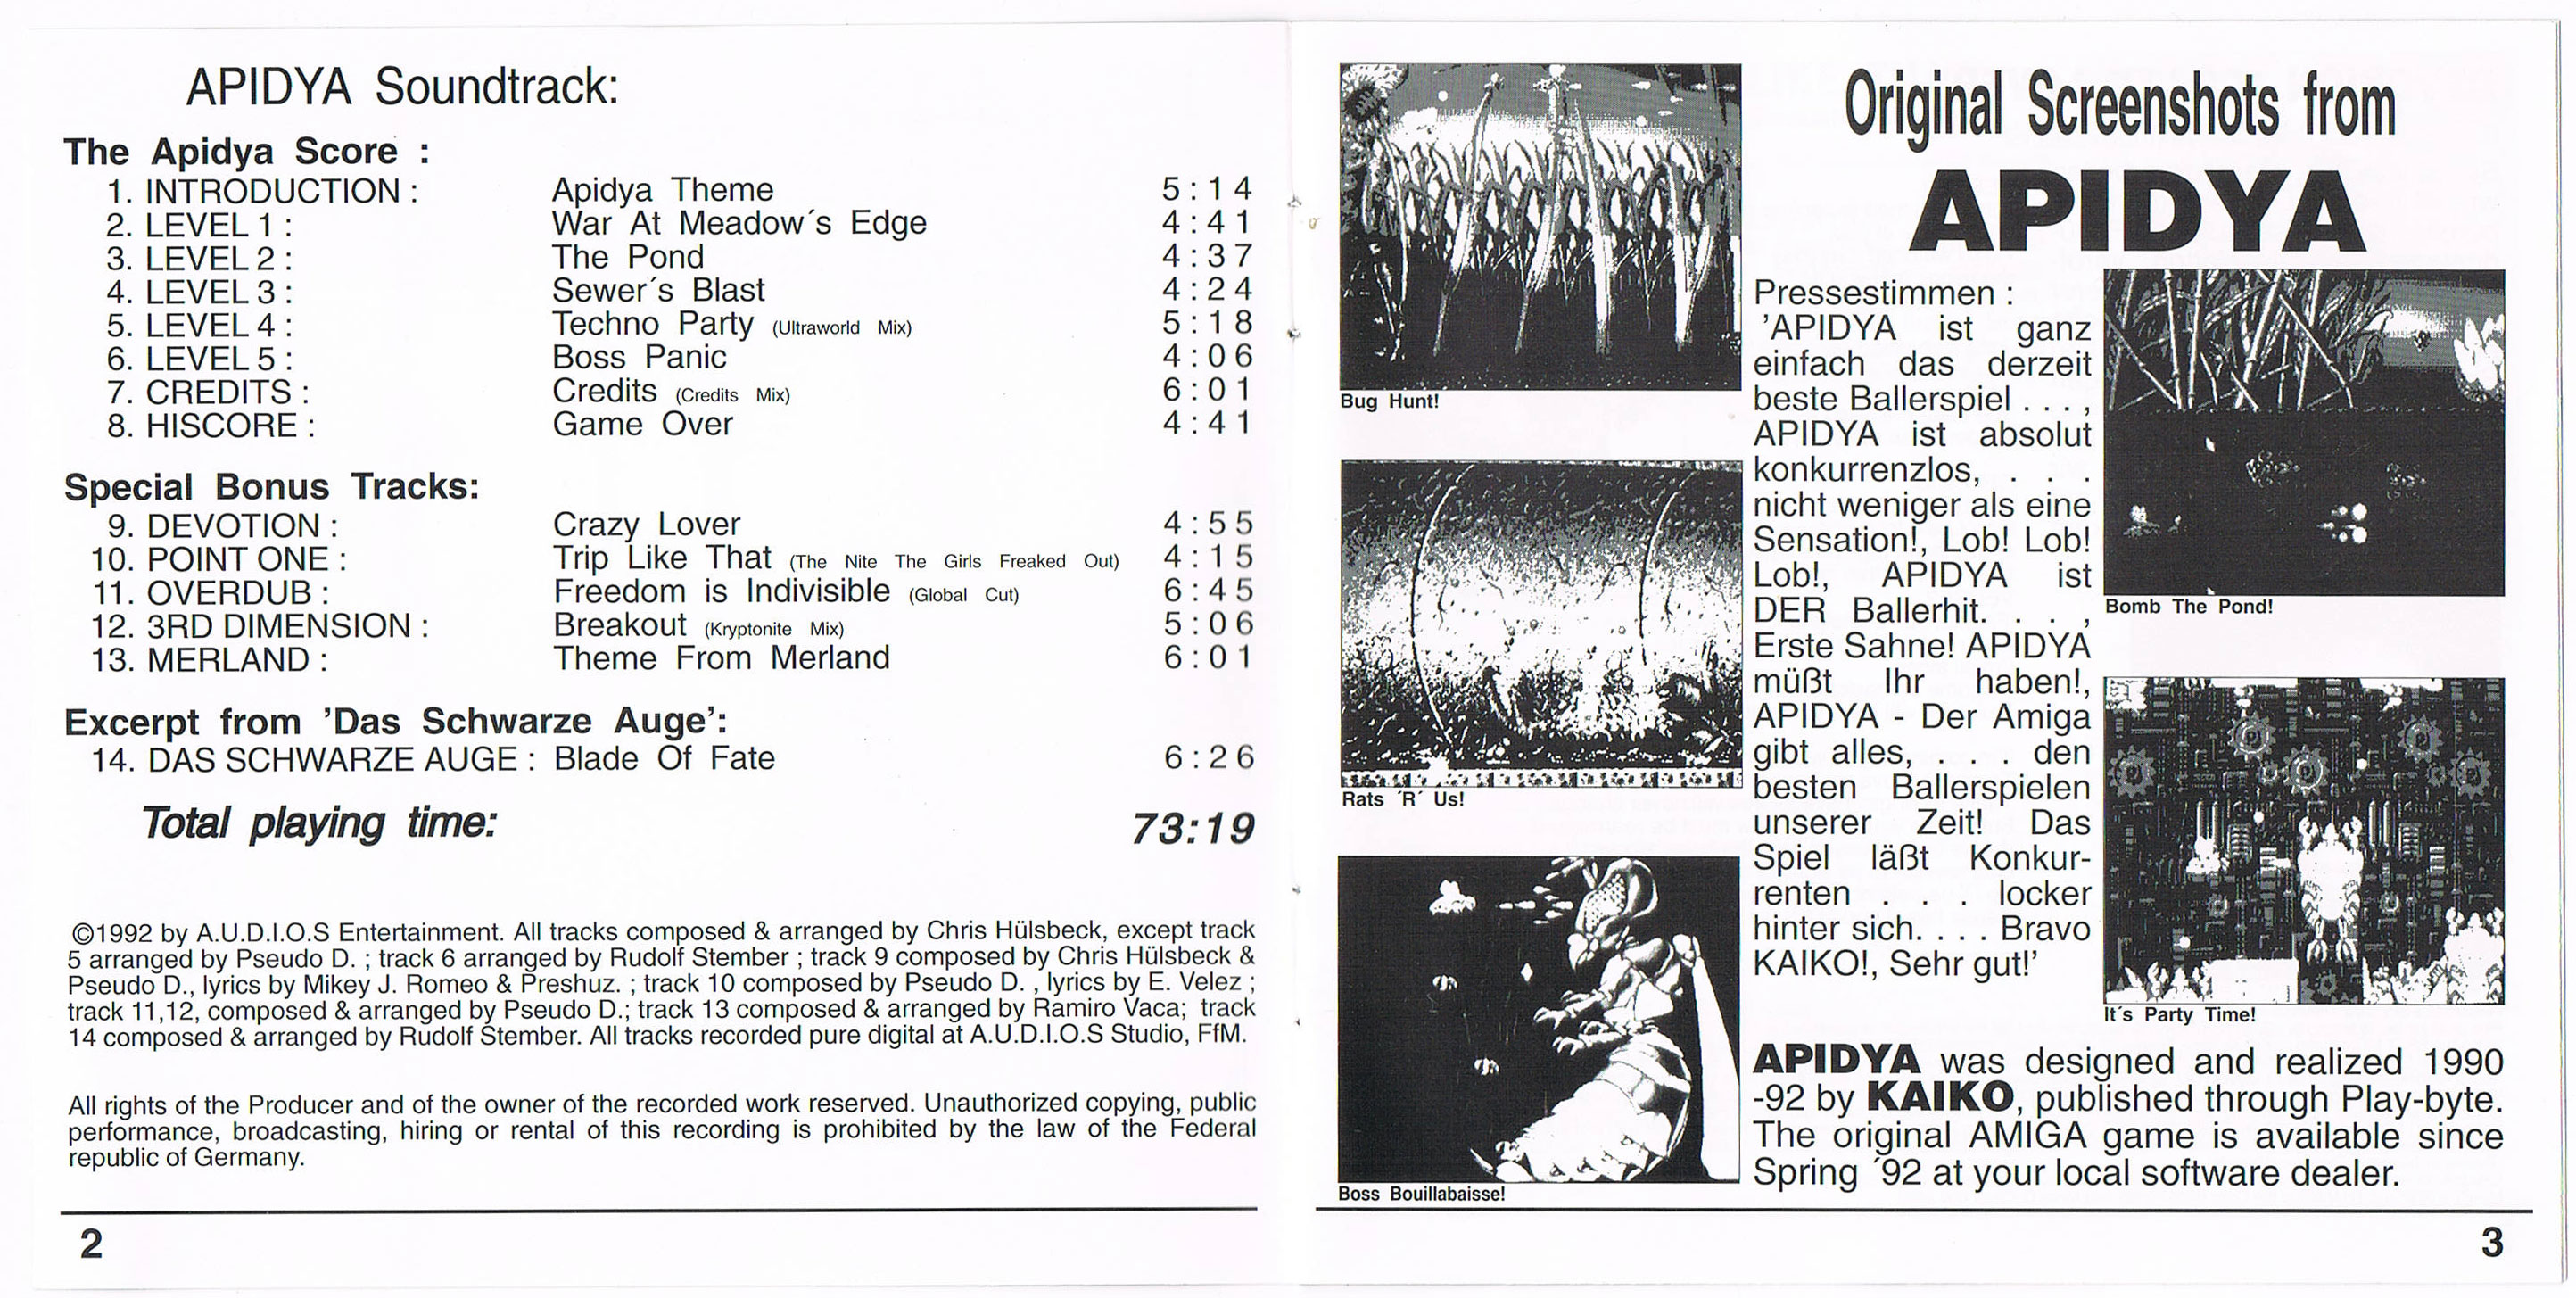 APIDYA Soundtrack:
The Apidya Score :
1. INTRODUCTION : Apidya Theme 5:14
2. LEVEL 1 : War At Meadow´s Edge 4:41
3. LEVEL 2 : The Pond 4:37
4. LEVEL 3 : Sewer´s Blast 4:24
5. LEVEL 4 : Techno Party (Ultraworld Mix) 5:18
6. LEVEL 5 : Boss Panic 4:06
7. CREDITS : Credits (Credits Mix) 6:01
8. HISCORE : Game Over 4:41
Special Bonus Tracks:
9. DEVOTION : Crazy Lover 4:55
10. POINT ONE : Trip Like That (The Nite The Girls Freaked Out) 4:15
11. OVERDUB : Freedom is Indivisible (Global Cut) 6:45
12. 3RD DIMENSION : Breakout (Kryptonite Mix) 5:06
13. MERLAND : Theme From Merland 6:01
Excerpt from 'Das Schwarze Auge':
14. DAS SCHWARZE AUGE : Blade Of Fate 6:26
Total playing time: 73:19
©1992 by A.U.D.I.O.S Entertainment. All tracks composed & arranged by Chris Hülsbeck, except track
5 arranged by Pseudo D. ; track 6 arranged by Rudolf Stember ; track 9 composed by Chris Hülsbeck &
Pseudo D., lyrics by Mikey J. Romeo & Preshuz. ; track 10 composed by Pseudo D. , lyrics by E. Velez ;
track 11,12, composed & arranged by Pseudo D.; track 13 composed & arranged by Ramiro Vaca; track
14 composed & arranged by Rudolf Stember. All tracks recorded pure digital at A.U.D.I.O.S Studio, FfM.
All rights of the Producer and of the owner of the recorded work reserved. Unauthorized copying, public
performance, broadcasting, hiring or rental of this recording is prohibited by the law of the Federal
republic of Germany.
2
Original Screenshots from
APIDYA
Bug Hunt!
Rats ´R´ Us!
Boss Bouillabaisse!
Pressestimmen :
'APIDYA ist ganz
einfach das derzeit
beste Ballerspiel . . . ,
APIDYA ist absolut
konkurrenzlos, . . .
nicht weniger als eine
Sensation!, Lob! Lob!
Lob!, APIDYA ist
DER Ballerhit. . . ,
Erste Sahne! APIDYA
müßt Ihr haben!,
APIDYA - Der Amiga
gibt alles, . . . den
besten Ballerspielen
unserer Zeit! Das
Spiel läßt Konkur-
renten . . . locker
hinter sich. . . . Bravo
KAIKO!, Sehr gut!'
Bomb The Pond!
It´s Party Time!
APIDYA was designed and realized 1990
-92 by KAIKO, published through Play-byte.
The original AMIGA game is available since
Spring ´92 at your local software dealer.
3